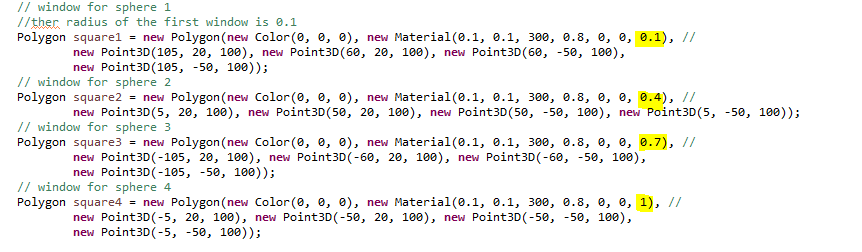 // window for sphere 1
//ther radius of the first window is 0.1
Polygon square1 = new Polygon(new Color(0, 0, 0), new Material(0.1, 0.1, 300, 0.8, 0, 0, 0.1), //
new Point3D(105, 20, 100), new Point3D(60, 20, 100), new Point3D(60, -50, 100),
new Point3D(105, -50, 100));
// window for sphere 2
Polygon square2 = new Polygon(new Color(0, 0, 0), new Material(0.1, 0.1, 300, 0.8, 0, 0, 0.4), //
new Point3D(5, 20, 100), new Point3D(50, 20, 100), new Point3D(50, -50, 100), new Point3D(5, -50, 100));
// window for sphere 3
Polygon square3 = new Polygon(new Color(0, 0, 0), new Material(0.1, 0.1, 300, 0.8, 0, 0, 0.7), //
new Point3D(-105, 20, 100), new Point3D(-60, 20, 100), new Point3D(-60, -50, 100),
new Point3D(-105, -50, 100));
// window for sphere 4
Polygon square4 = new Polygon(new Color(0, 0, 0), new Material(0.1, 0.1, 300, 0.8, 0, 0, 1), //
new Point3D(-5, 20, 100), new Point3D(-50, 20, 100), new Point3D(-50, -50, 100),
new Point3D(-5, -50, 100));